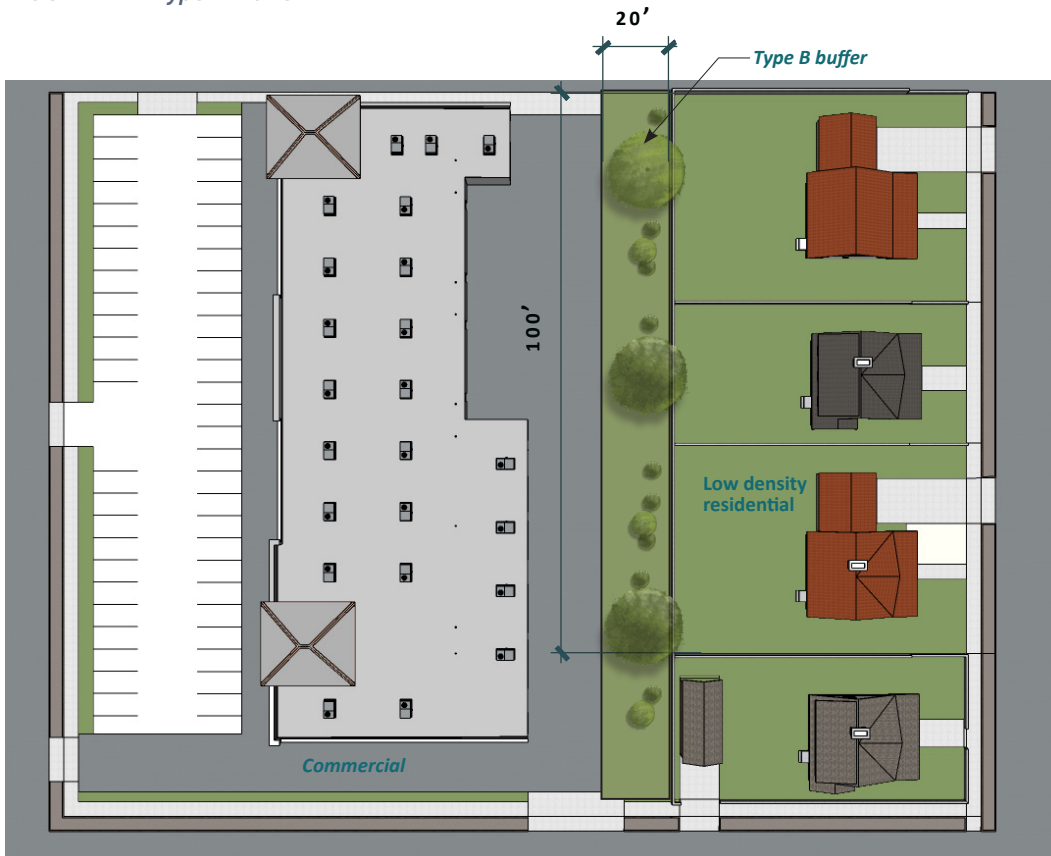 20’
Type B buffer
100’
Low density
residential
Commercial